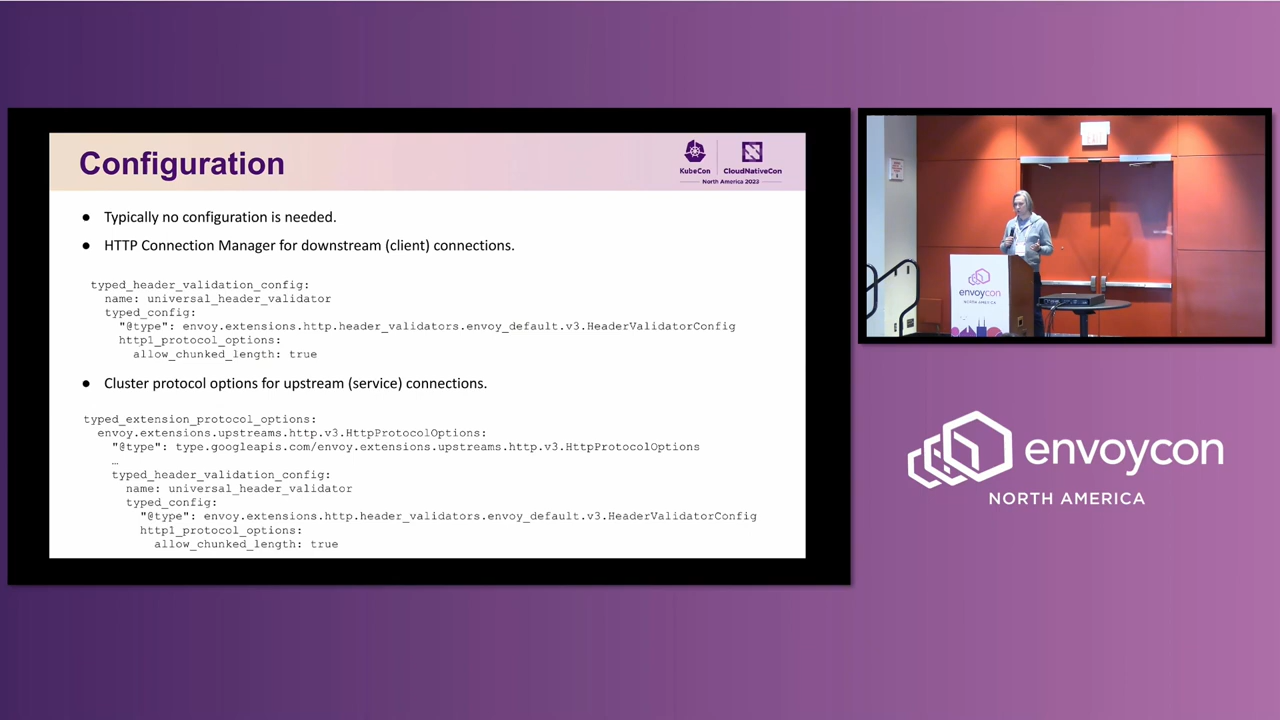 Configuration
KubeCon
CloudNativeCon
North America 2023
● Typically no configuration is needed.
● HTTP Connection Manager for downstream (client) connections.
typed_header_validation_config:
name: universal_header_validator
typed_config:
"@type": envoy.extensions.http.header_validators.envoy_default.v3.HeaderValidatorConfig
http1_protocol_options:
allow_chunked_length: true
● Cluster protocol options for upstream (service) connections.
typed_extension_protocol_options:
envoy.extensions.upstreams.http.v3.HttpProtocolOptions:
"@type": type.googleapis.com/envoy.extensions.upstreams.http.v3.HttpProtocolOptions
…
typed_header_validation_config:
name: universal_header_validator
typed_config:
"@type": envoy.extensions.http.header_validators.envoy_default.v3.HeaderValidatorConfig
http1_protocol_options:
allow_chunked_length: true
envoycon
NORTH AMERICA
envoycon
NORTH AMERICA